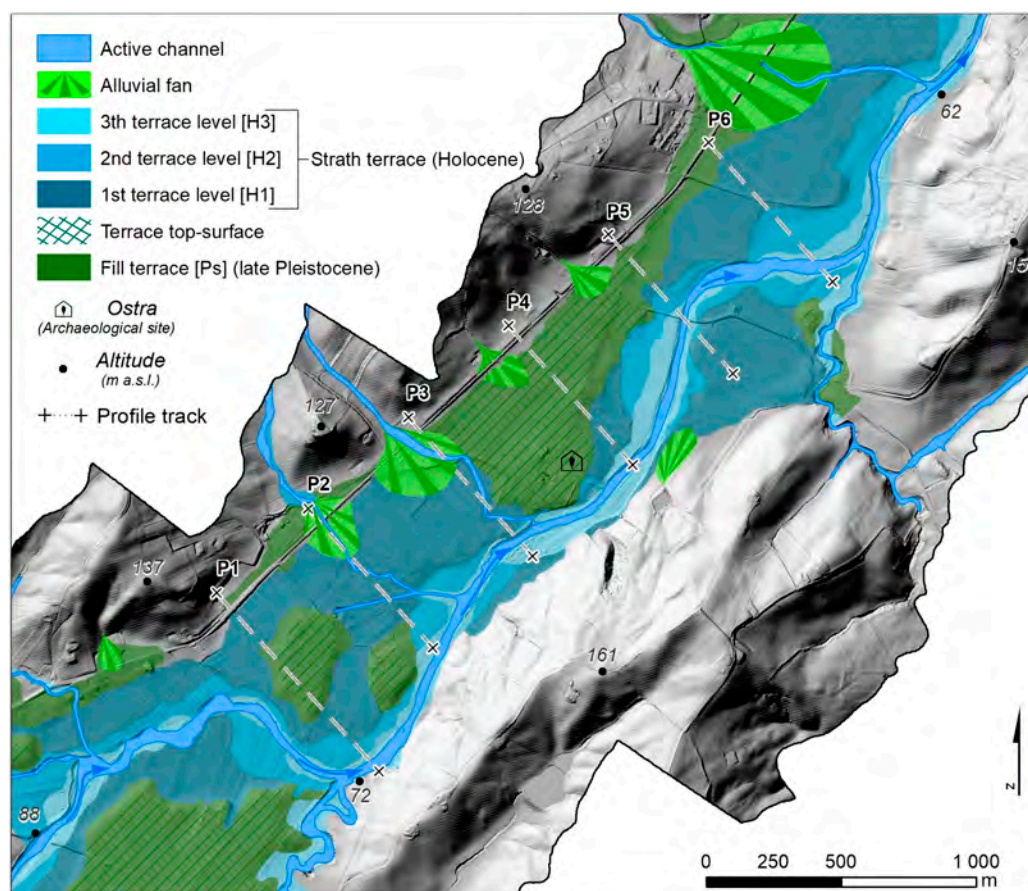 Active channel
Alluvial fan
3th terrace level [H3]
2nd terrace level [H2]
Strath terrace (Holocene)
1st terrace level [H1]
Terrace top-surface
Fill terrace [Ps] (late Pleistocene)
Ostra
(Archaeological site)
Altitude
(m a.s.l.)
Profile track
62
P6
128
P5
15
P4
P3
127
P2
137
P1
161
72
88
N
0 250 500 1 000
m